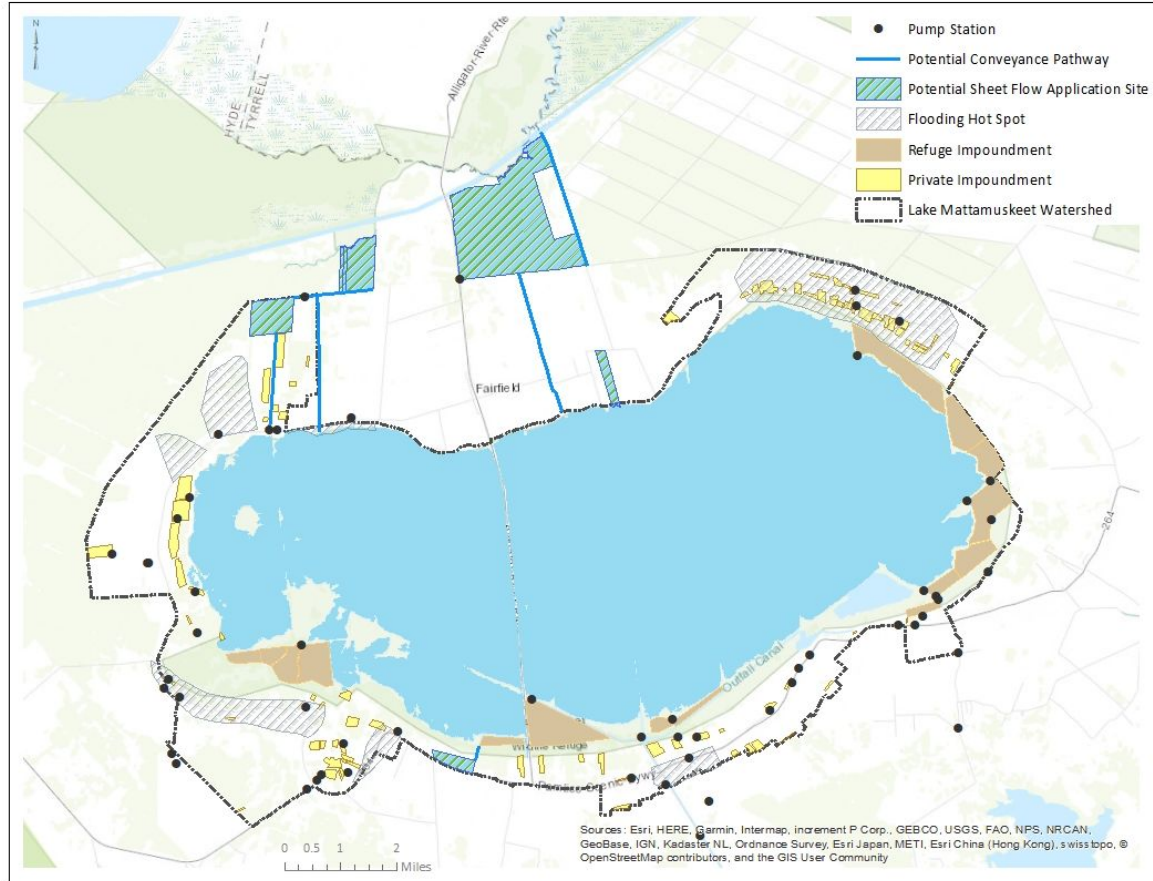 N
Pump Station
Potential Conveyance Pathway
Potential Sheet Flow Application Site
Flooding Hot Spot
Refuge Impoundment
Private Impoundment
Lake Mattamuskeet Watershed
Alligator-River-Rte
HYDE
TYRRELL
Fairfield
264
Outfall Canal
Refuge
Scenic
0 0.5 1 2
Miles
Sources: Esri, HERE, Garmin, Intermap, increment P Corp., GEBCO, USGS, FAO, NPS, NRCAN,
GeoBase, IGN, Kadaster NL, Ordnance Survey, Esri Japan, METI, Esri China (Hong Kong), swisstopo, ©
OpenStreetMap contributors, and the GIS User Community